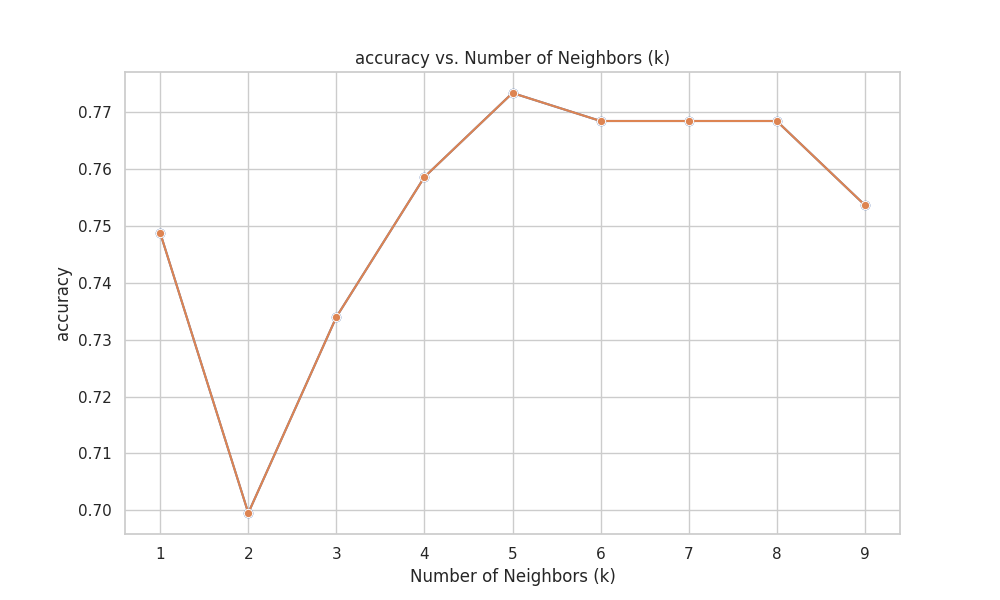 accuracy vs. Number of Neighbors (k)
accuracy
0.77
0.76
0.75
0.74
0.73
0.72
0.71
0.70
1 2 3 4 5 6 7 8 9
Number of Neighbors (k)